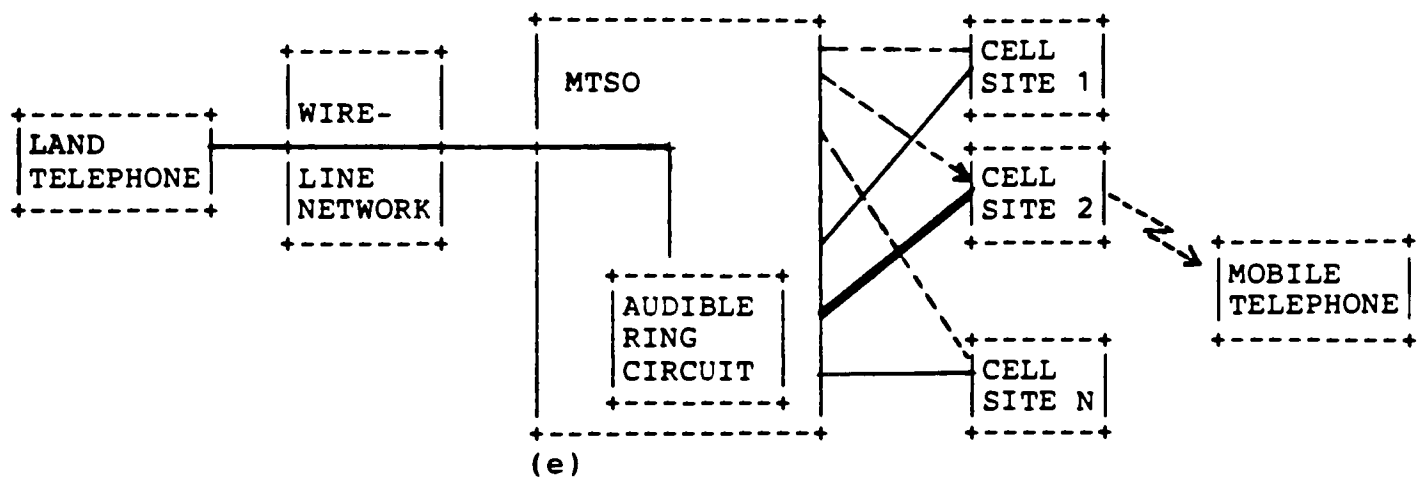 LAND
TELEPHONE
WIRE-
LINE
NETWORK
MTSO
AUDIBLE
RING
CIRCUIT
CELL
SITE 1
CELL
SITE 2
CELL
SITE N
MOBILE
TELEPHONE
(e)